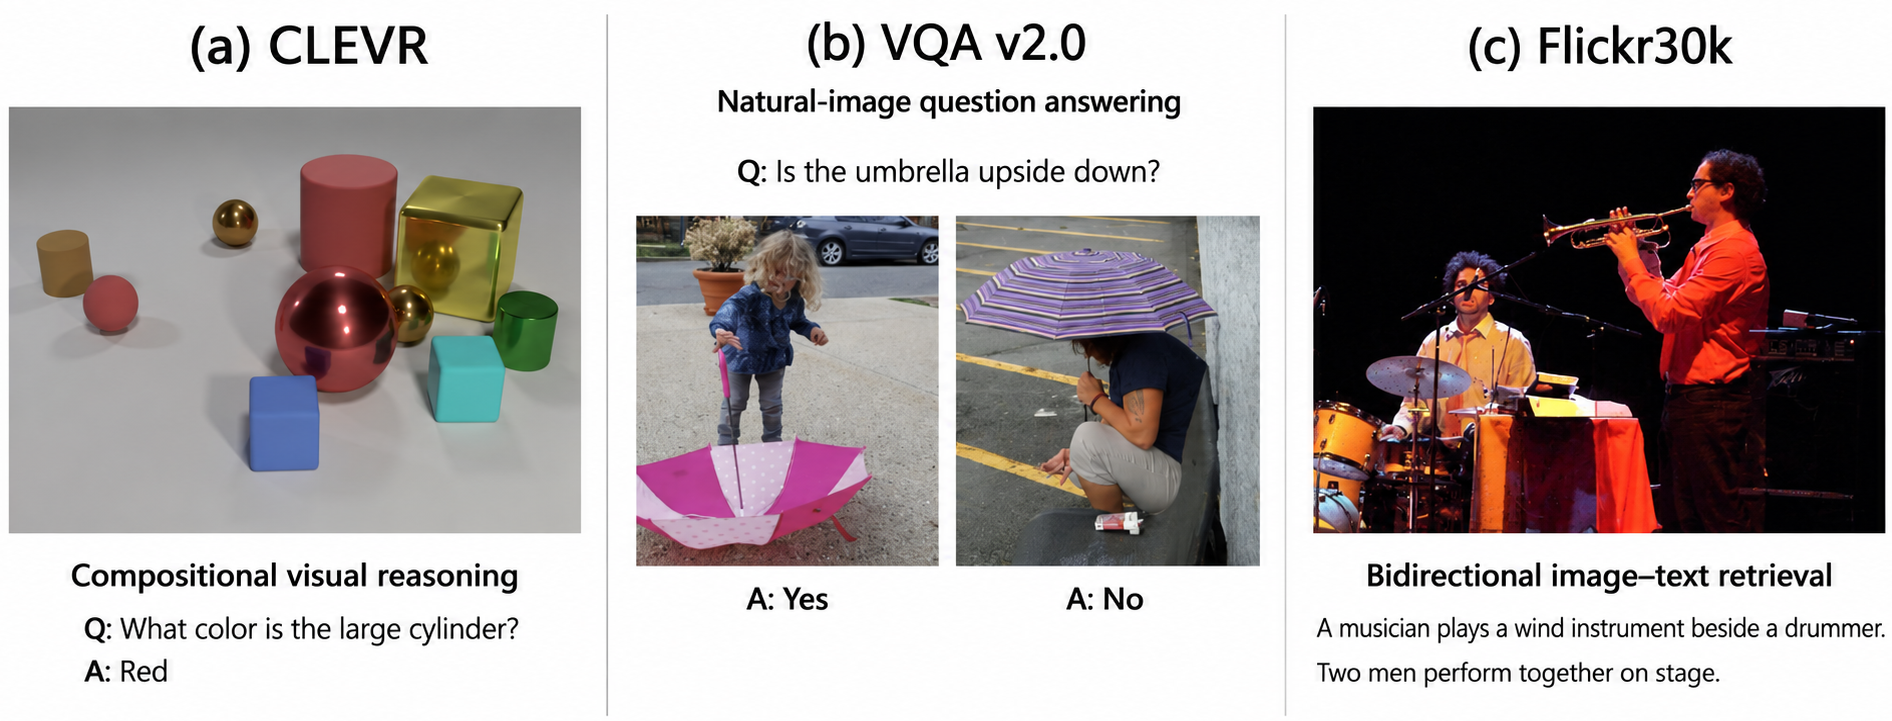 (a) CLEVR
Compositional visual reasoning
Q: What color is the large cylinder?
A: Red
(b) VQA v2.0
Natural-image question answering
Q: Is the umbrella upside down?
A: Yes
A: No
(c) Flickr30k
Bidirectional image–text retrieval
A musician plays a wind instrument beside a drummer.
Two men perform together on stage.